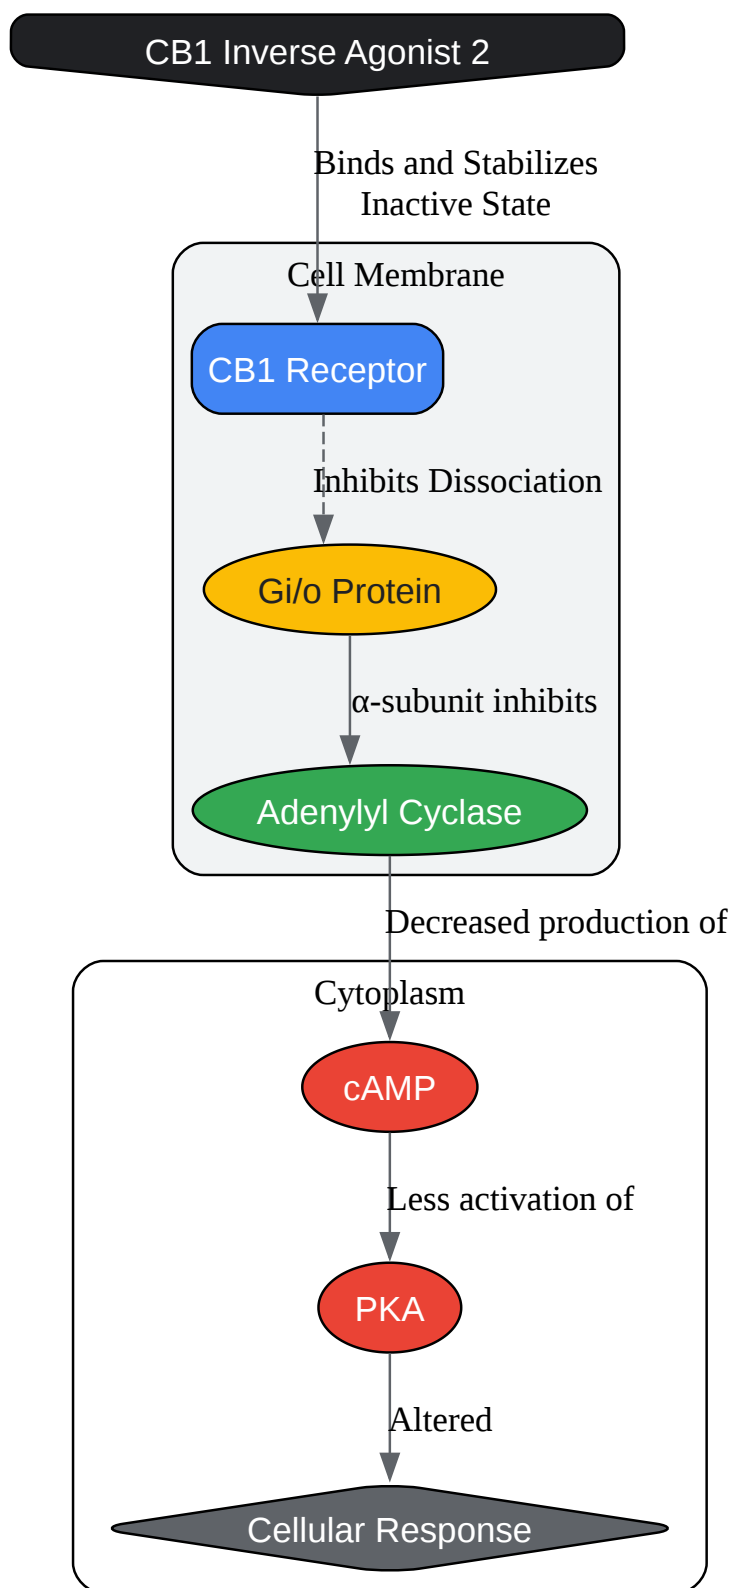 CB1 Inverse Agonist 2
Binds and Stabilizes
Inactive State
Cell Membrane
CB1 Receptor
Inhibits Dissociation
Gi/o Protein
α-subunit inhibits
Adenylyl Cyclase
Decreased production of
Cytoplasm
cAMP
Less activation of
PKA
Altered
Cellular Response